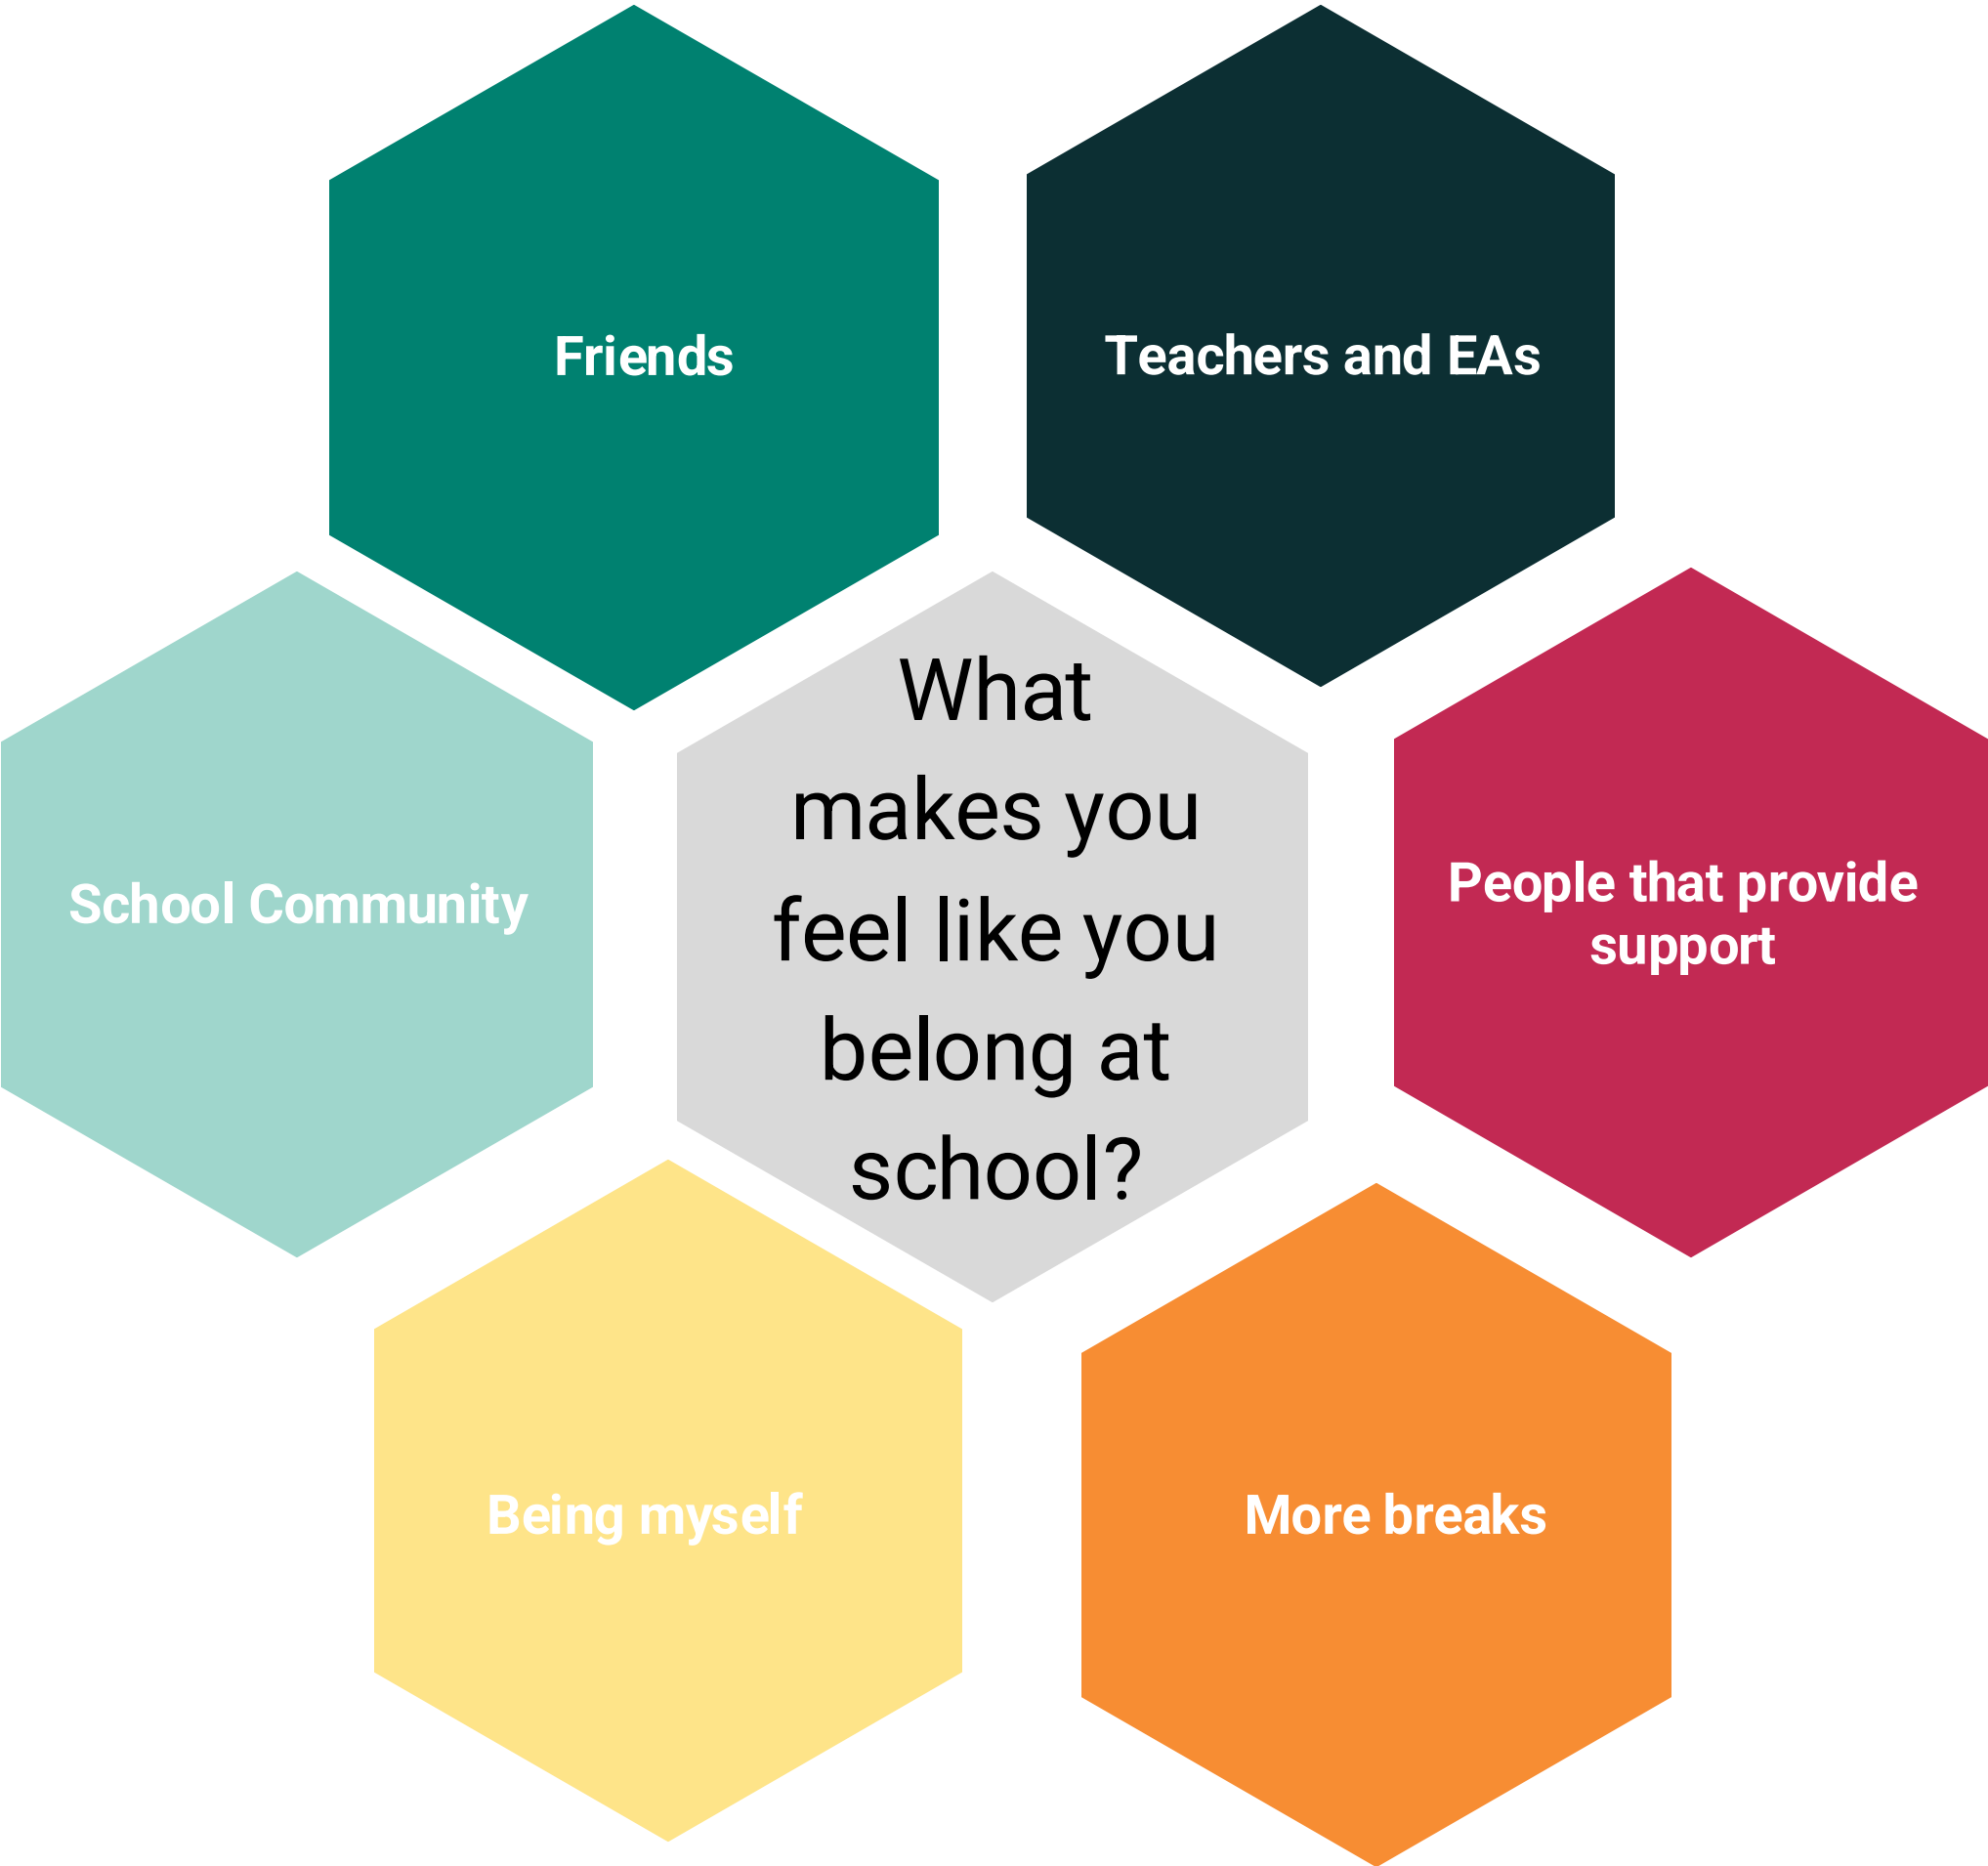 Friends
Teachers and EAs
What
makes you
feel like you
belong at
school?
School Community
People that provide
support
Being myself
More breaks